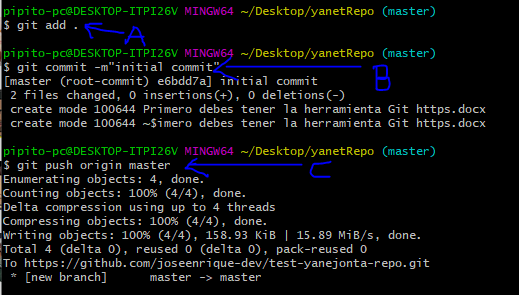 pipito-pc@DESKTOP-ITPI26V MINGW64 ~/Desktop/yanetRepo (master)
$ git add .
A
pipito-pc@DESKTOP-ITPI26V MINGW64 ~/Desktop/yanetRepo (master)
$ git commit -m"initial commit"
B
[master (root-commit) e6bdd7a] initial commit
 2 files changed, 0 insertions(+), 0 deletions(-)
 create mode 100644 Primero debes tener la herramienta Git https.docx
 create mode 100644 ~$imero debes tener la herramienta Git https.docx
pipito-pc@DESKTOP-ITPI26V MINGW64 ~/Desktop/yanetRepo (master)
$ git push origin master
C
Enumerating objects: 4, done.
Counting objects: 100% (4/4), done.
Delta compression using up to 4 threads
Compressing objects: 100% (4/4), done.
Writing objects: 100% (4/4), 158.93 KiB | 15.89 MiB/s, done.
Total 4 (delta 0), reused 0 (delta 0), pack-reused 0
To https://github.com/joseenrique-dev/test-yanejonta-repo.git
 * [new branch]      master -> master